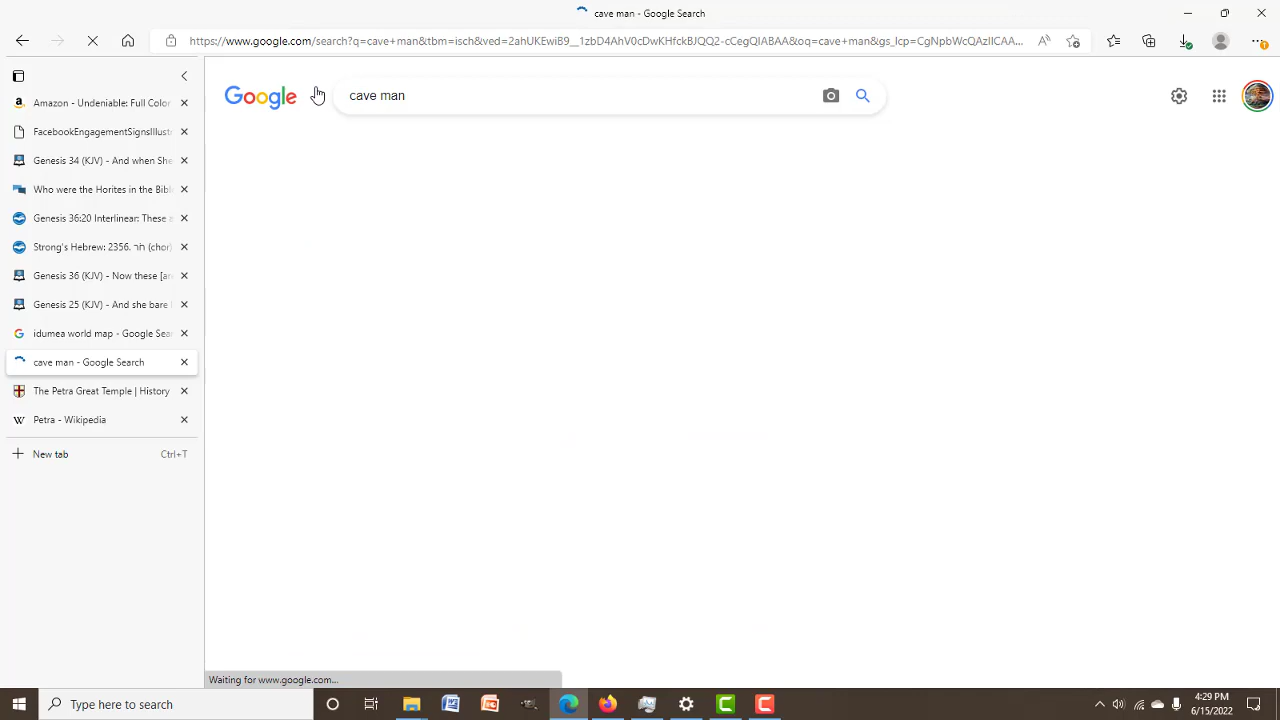 cave man - Google Search
https://www.google.com/search?q=cave+man&tbm=isch&ved=2ahUKEwiB9__1zbD4AhV0cDwKHfckBJQQ2-cCegQIABAA&oq=cave+man&gs_lcp=CgNpbWcQAzIICAA...
Google
cave man
Amazon - Undeniable: Full Color
FacebookEngagementSignsIllustr
Genesis 34 (KJV) - And when She
Who were the Horites in the Bibl
Genesis 36:20 Interlinear: These a
Strong's Hebrew: 2356. חֹר (chor)
Genesis 36 (KJV) - Now these [are
Genesis 25 (KJV) - And she bare
idumea world map - Google Sea
cave man - Google Search
The Petra Great Temple | History
Petra - Wikipedia
New tab Ctrl+T
Waiting for www.google.com...
Type here to search
4:29 PM
6/15/2022